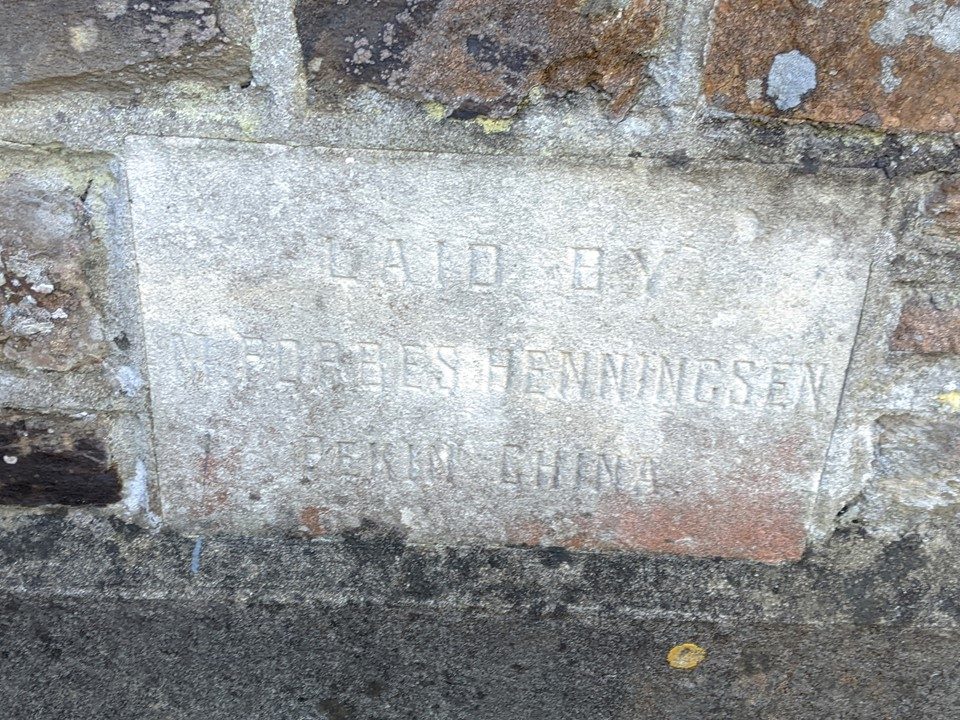 LAID BY
FORBES HENNINGSEN
PEKIN CHINA